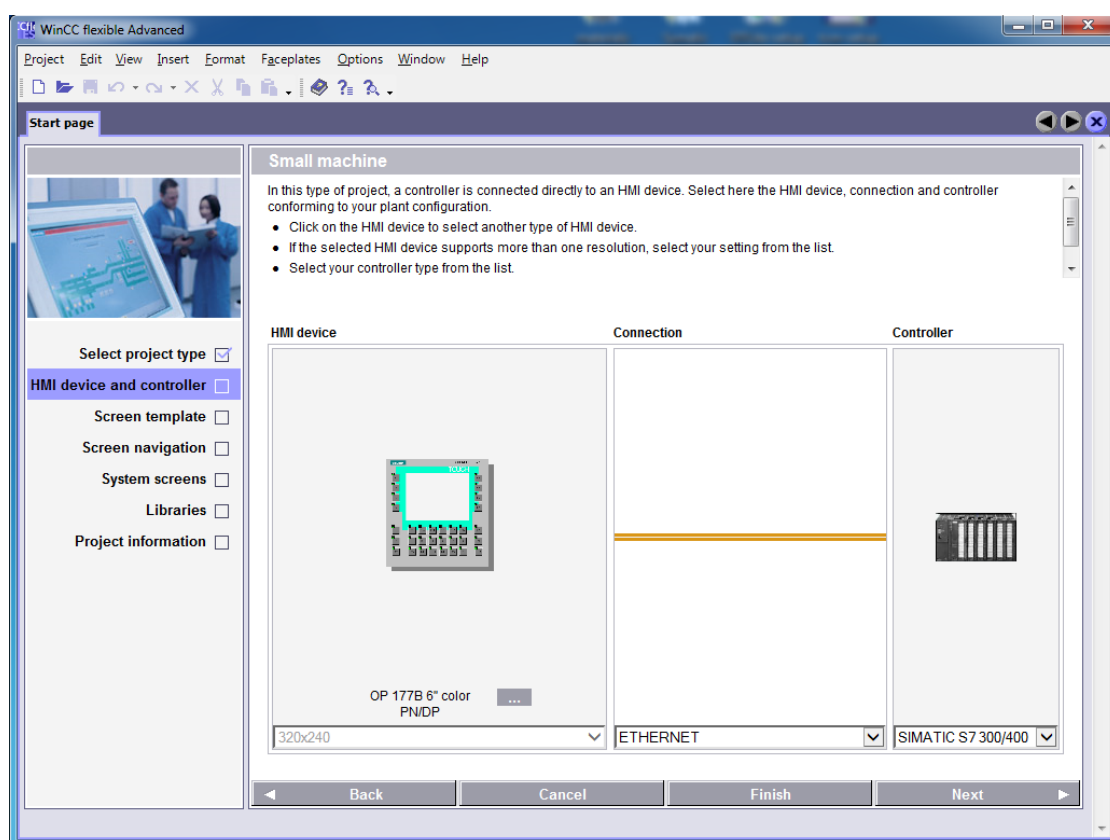 WinCC flexible Advanced
Project Edit View Insert Format Faceplates Options Window Help
Start page
Small machine
In this type of project, a controller is connected directly to an HMI device. Select here the HMI device, connection and controller
conforming to your plant configuration.
• Click on the HMI device to select another type of HMI device.
• If the selected HMI device supports more than one resolution, select your setting from the list.
• Select your controller type from the list.
Select project type
HMI device and controller
Screen template
Screen navigation
System screens
Libraries
Project information
HMI device
Connection
Controller
OP 177B 6" color
PN/DP
...
320x240
ETHERNET
SIMATIC S7 300/400
Back
Cancel
Finish
Next